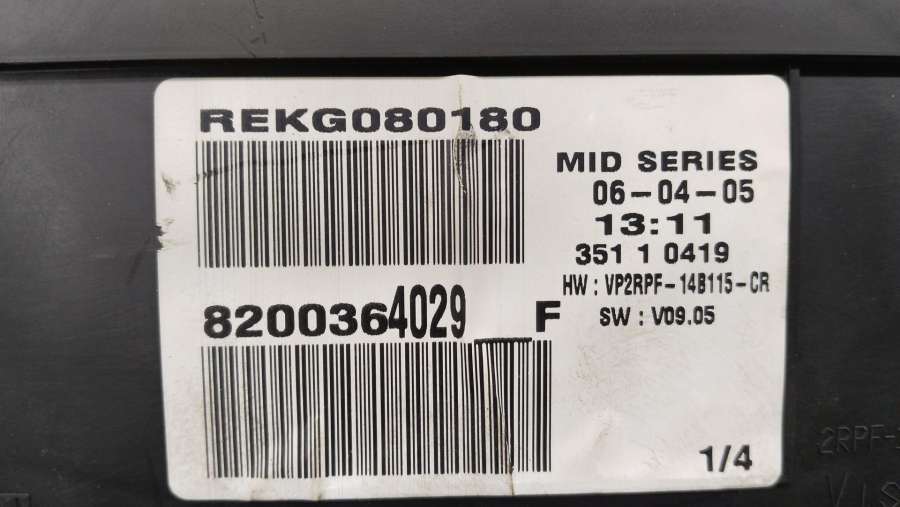 REKG080180
MID SERIES
06-04-05
13:11
351 1 0419
HW : VP2RPF-14B115-CR
8200364029 F
SW : V09.05
1/4
2RPF-